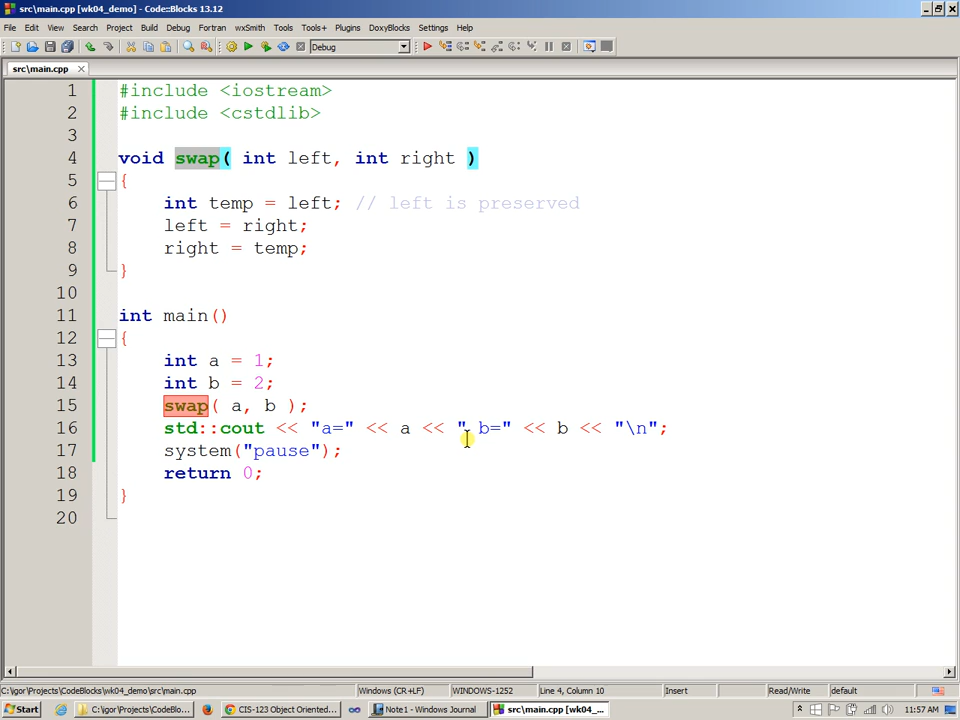 src\main.cpp [wk04_demo] - Code::Blocks 13.12
File Edit View Search Project Build Debug Fortran wxSmith Tools Tools+ Plugins DoxyBlocks Settings Help
Debug
src\main.cpp
1 #include <iostream>
2 #include <cstdlib>
3
4 void swap( int left, int right )
5 {
6 int temp = left; // left is preserved
7 left = right;
8 right = temp;
9 }
10
11 int main()
12 {
13 int a = 1;
14 int b = 2;
15 swap( a, b );
16 std::cout << "a=" << a << " b=" << b << "\n";
17 system("pause");
18 return 0;
19 }
20
C:\igor\Projects\CodeBlocks\wk04_demo\src\main.cpp Windows (CR+LF) WINDOWS-1252 Line 4, Column 10 Insert Read/Write default
Start C:\igor\Projects\CodeBlocks\wk04_demo\... CIS-123 Object Oriented... Note1 - Windows Journal src\main.cpp [wk04_... 11:57 AM